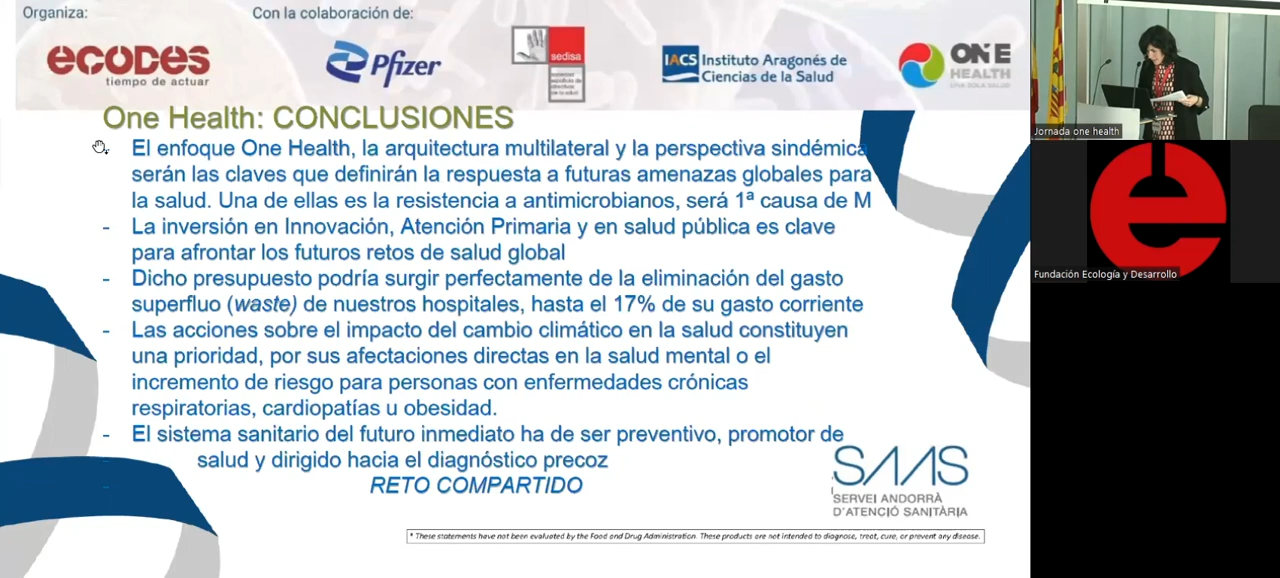 Organiza:
Con la colaboración de:
ecodes
tiempo de actuar
Pfizer
sedisa
IACS Instituto Aragonés de
Ciencias de la Salud
ONE
HEALTH
UNA SOLA SALUD
One Health: CONCLUSIONES
El enfoque One Health, la arquitectura multilateral y la perspectiva sindémica
serán las claves que definirán la respuesta a futuras amenazas globales para
la salud. Una de ellas es la resistencia a antimicrobianos, será 1ª causa de M
- La inversión en Innovación, Atención Primaria y en salud pública es clave
para afrontar los futuros retos de salud global
- Dicho presupuesto podría surgir perfectamente de la eliminación del gasto
superfluo (waste) de nuestros hospitales, hasta el 17% de su gasto corriente
- Las acciones sobre el impacto del cambio climático en la salud constituyen
una prioridad, por sus afectaciones directas en la salud mental o el
incremento de riesgo para personas con enfermedades crónicas
respiratorias, cardiopatías u obesidad.
- El sistema sanitario del futuro inmediato ha de ser preventivo, promotor de
salud y dirigido hacia el diagnóstico precoz
- RETO COMPARTIDO
SAAS
SERVEI ANDORRÀ
D'ATENCIÓ SANITÀRIA
* These statements have not been evaluated by the Food and Drug Administration. These products are not intended to diagnose, treat, cure, or prevent any disease.
Jornada one health
Fundación Ecología y Desarrollo